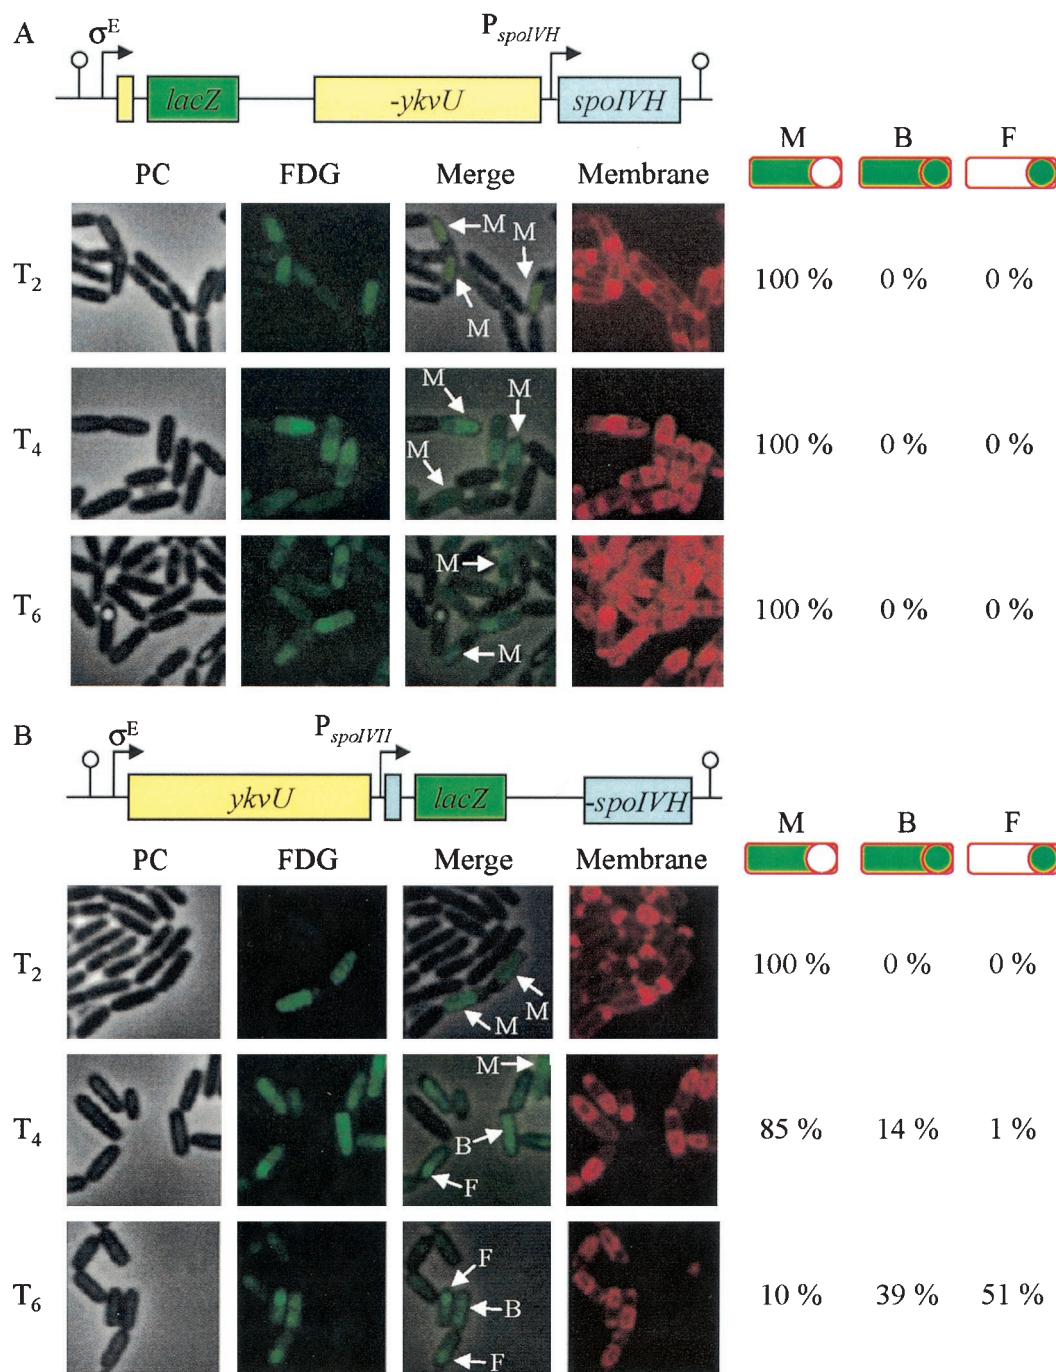 A
σE
PspoIVH
lacZ
-ykvU
spoIVH
M B F
PC FDG Merge Membrane
T2
M
M
M
100 % 0 % 0 %
T4
M
M
M
100 % 0 % 0 %
T6
M
M
100 % 0 % 0 %
B
σE
PspoIVH
ykvU
lacZ
-spoIVH
M B F
PC FDG Merge Membrane
T2
M
M
100 % 0 % 0 %
T4
M
B
F
85 % 14 % 1 %
T6
F
B
F
10 % 39 % 51 %